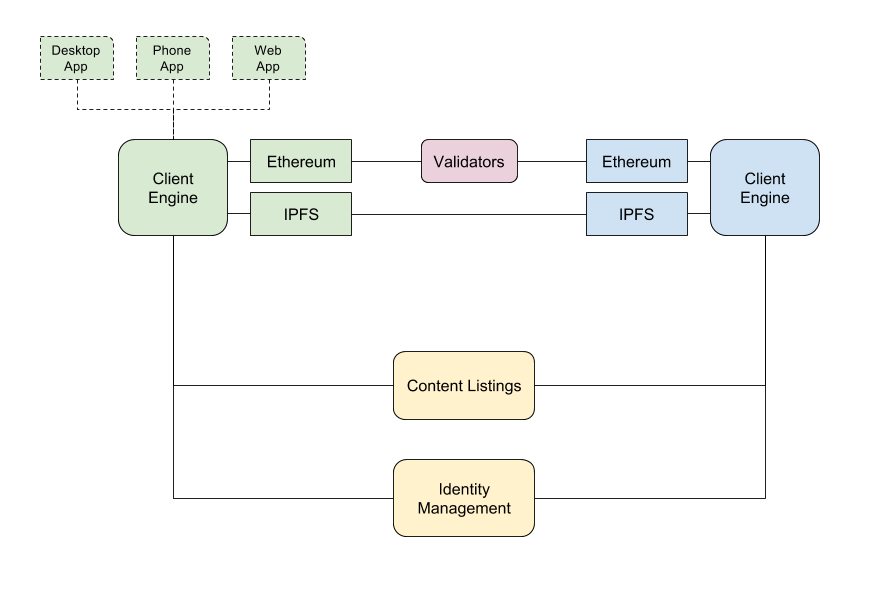 Desktop
App
Phone
App
Web
App
Client
Engine
Ethereum
IPFS
Validators
Ethereum
IPFS
Client
Engine
Content Listings
Identity
Management